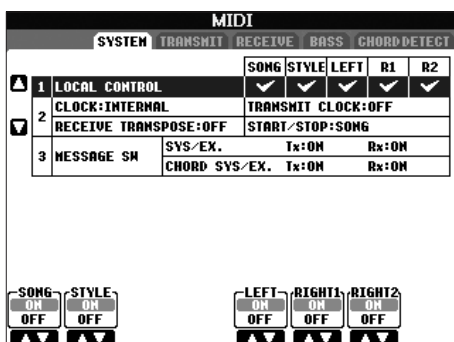 MIDI
SYSTEM TRANSMIT RECEIVE BASS CHORD DETECT
SONG STYLE LEFT R1 R2
1 LOCAL CONTROL
2 CLOCK:INTERNAL TRANSMIT CLOCK:OFF
RECEIVE TRANSPOSE:OFF START/STOP:SONG
3 MESSAGE SW SYS/EX. Tx:ON Rx:ON
CHORD SYS/EX. Tx:ON Rx:ON
SONG STYLE LEFT RIGHT1 RIGHT2
ON ON ON ON ON
OFF OFF OFF OFF OFF